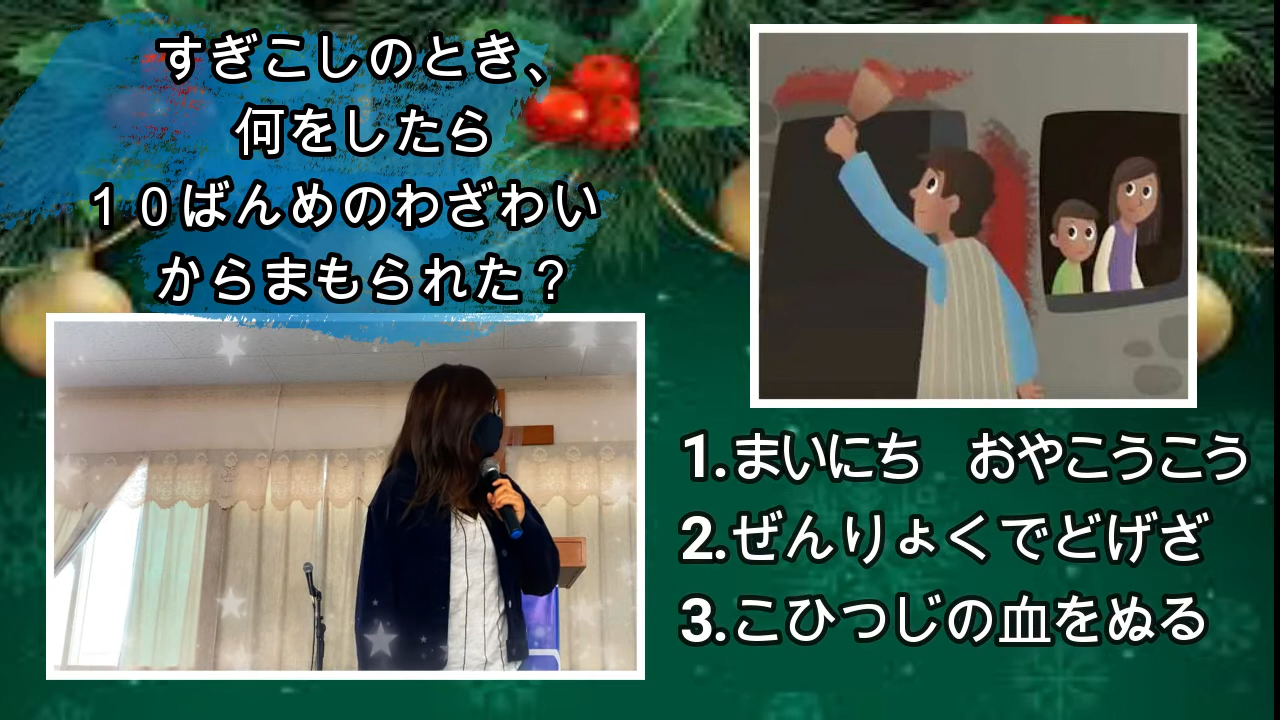 すぎこしのとき、
何をしたら
１０ばんめのわざわい
からまもられた？
1.まいにち　おやこうこう
2.ぜんりょくでどげざ
3.こひつじの血をぬる